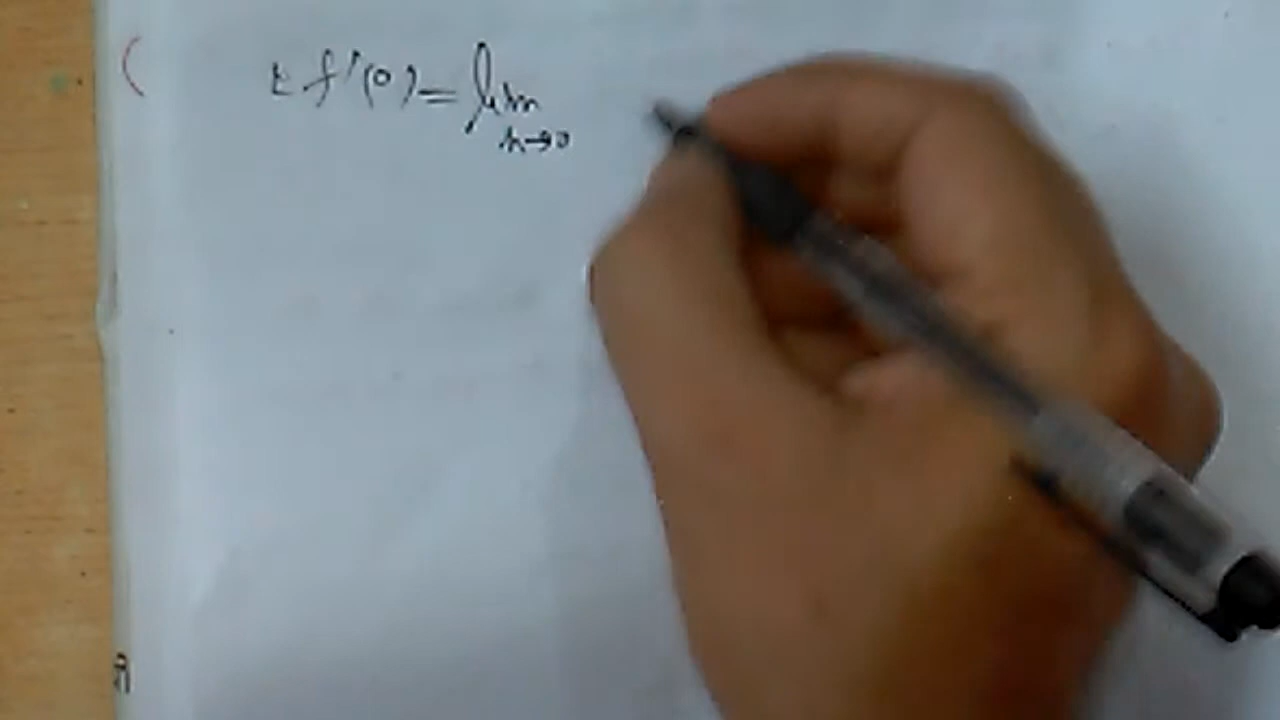 L f'(0) = lim
h→0